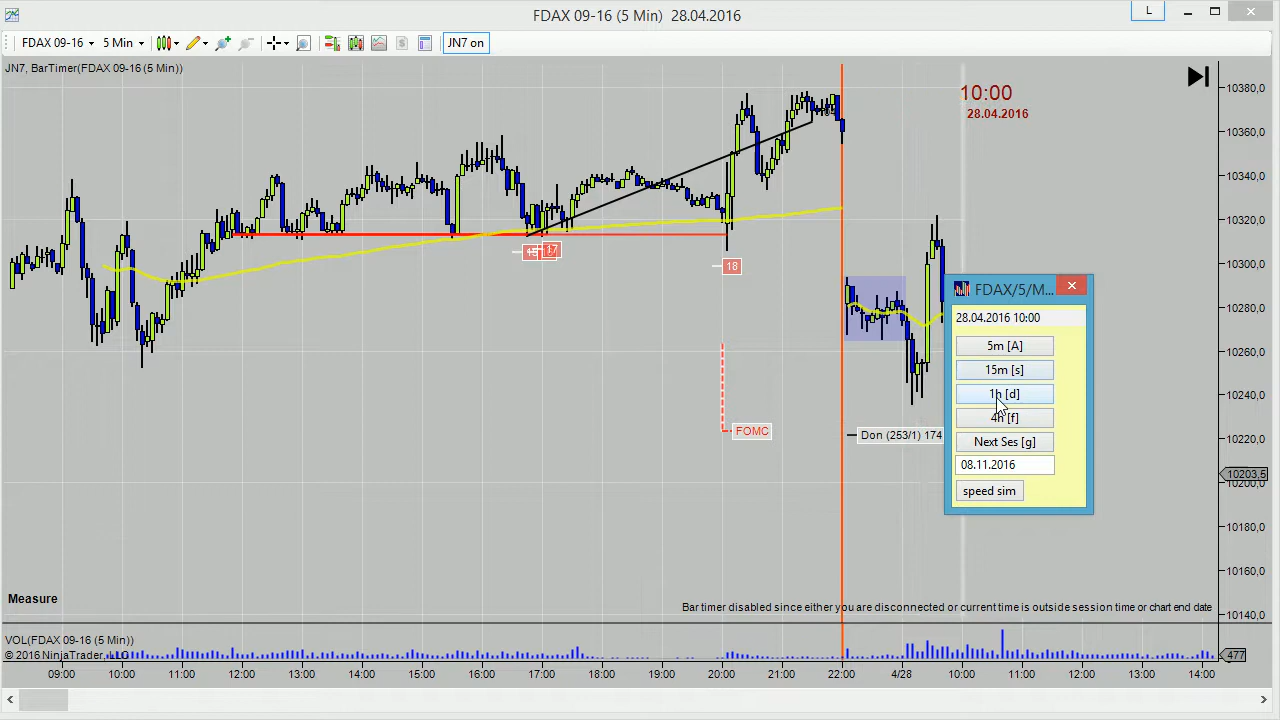 FDAX 09-16 (5 Min)  28.04.2016
L
FDAX 09-16
5 Min
JN7 on
JN7, BarTimer(FDAX 09-16 (5 Min))
10:00
28.04.2016
10380,0
10360,0
10340,0
10320,0
10300,0
10280,0
10260,0
10240,0
10220,0
10203,5
10200,0
10180,0
10160,0
10140,0
17
18
FOMC
Don (253/1) 174
FDAX/5/M...
28.04.2016 10:00
5m [A]
15m [s]
1h [d]
4h [f]
Next Ses [g]
08.11.2016
speed sim
Measure
Bar timer disabled since either you are disconnected or current time is outside session time or chart end date
VOL(FDAX 09-16 (5 Min))
© 2016 NinjaTrader, LLC
477
09:00 10:00 11:00 12:00 13:00 14:00 15:00 16:00 17:00 18:00 19:00 20:00 21:00 22:00 4/28 10:00 11:00 12:00 13:00 14:00